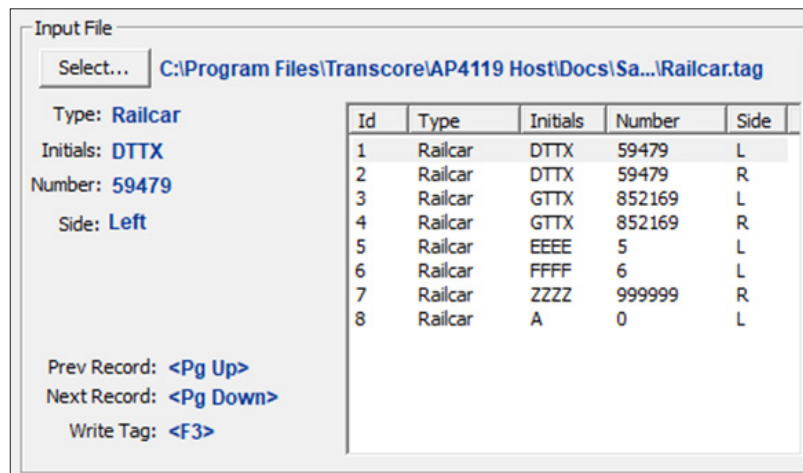 Input File
Select... C:\Program Files\Transcore\AP4119 Host\Docs\Sa...\Railcar.tag
Type: Railcar
Initials: DTTX
Number: 59479
Side: Left
Id Type Initials Number Side
1 Railcar DTTX 59479 L
2 Railcar DTTX 59479 R
3 Railcar GTTX 852169 L
4 Railcar GTTX 852169 R
5 Railcar EEEE 5 L
6 Railcar FFFF 6 L
7 Railcar ZZZZ 999999 R
8 Railcar A 0 L
Prev Record: <Pg Up>
Next Record: <Pg Down>
Write Tag: <F3>